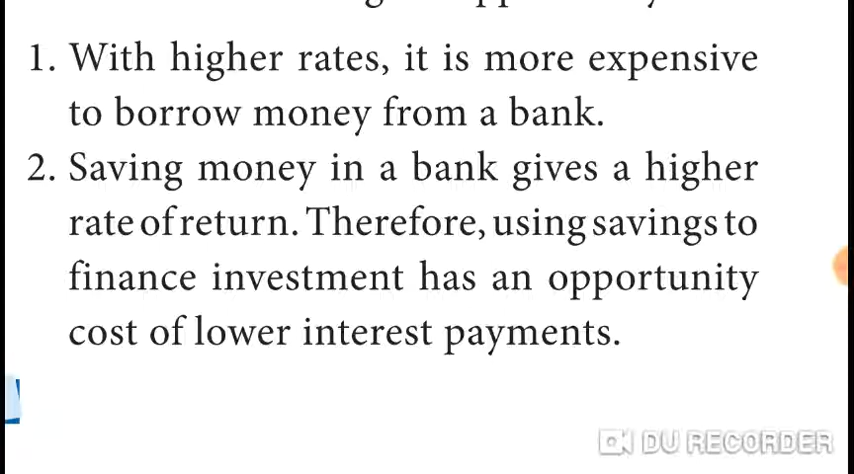 1. With higher rates, it is more expensive
to borrow money from a bank.
2. Saving money in a bank gives a higher
rate of return. Therefore, using savings to
finance investment has an opportunity
cost of lower interest payments.
DU RECORDER